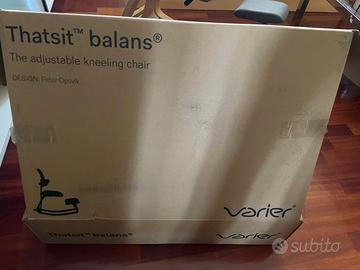 Thatsit™ balans®
The adjustable kneeling chair
DESIGN: Peter Opsvik
varier®
Thatsit™ balans®
varier®
subito